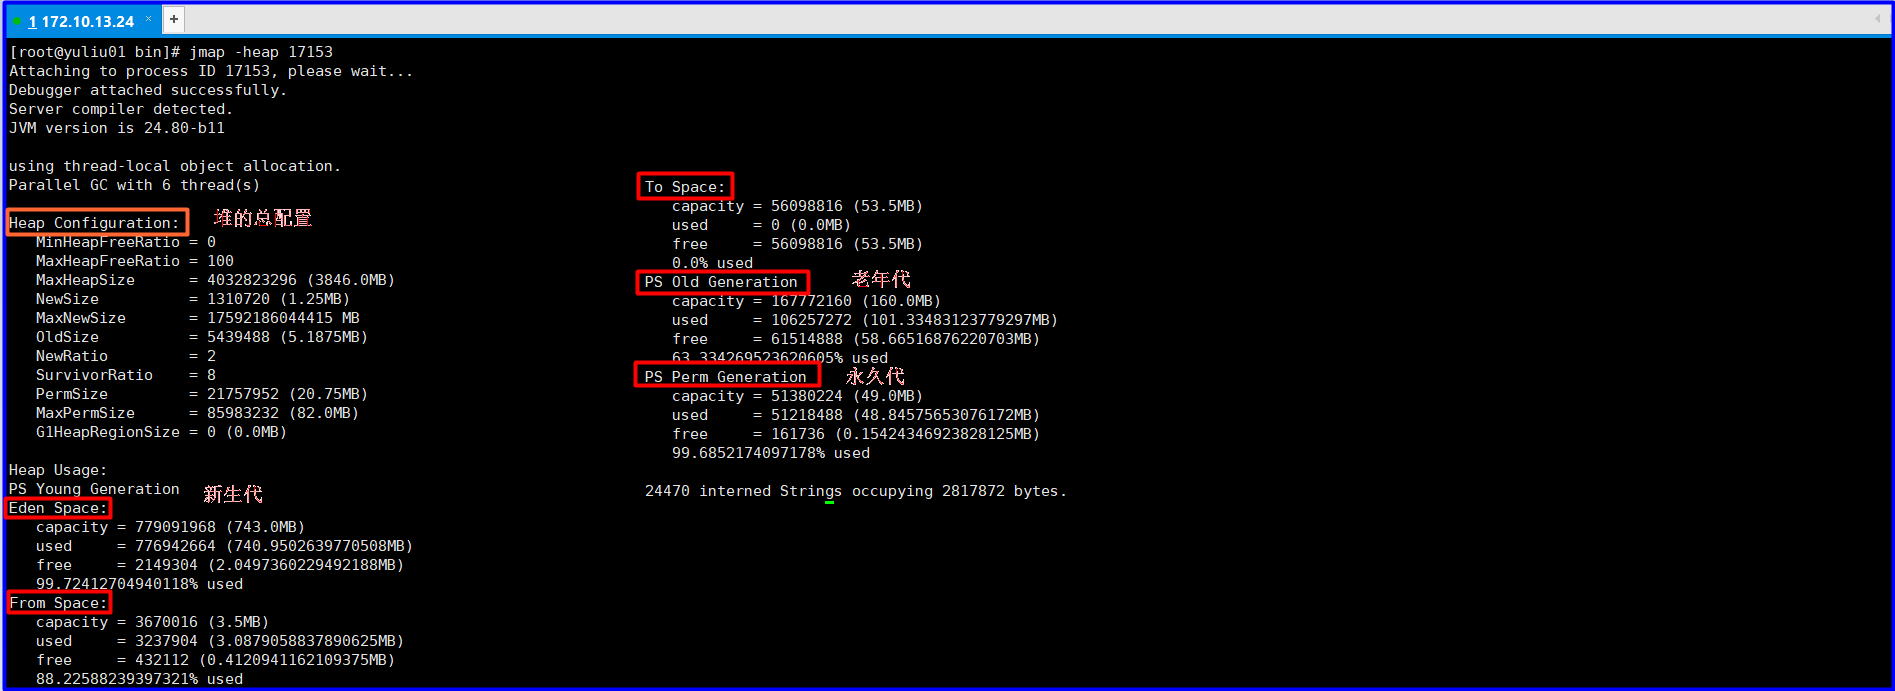 1 172.10.13.24 × +
[root@yuliu01 bin]# jmap -heap 17153
Attaching to process ID 17153, please wait...
Debugger attached successfully.
Server compiler detected.
JVM version is 24.80-b11
using thread-local object allocation.
Parallel GC with 6 thread(s)
Heap Configuration: 堆的总配置
MinHeapFreeRatio = 0
MaxHeapFreeRatio = 100
MaxHeapSize = 4032823296 (3846.0MB)
NewSize = 1310720 (1.25MB)
MaxNewSize = 17592186044415 MB
OldSize = 5439488 (5.1875MB)
NewRatio = 2
SurvivorRatio = 8
PermSize = 21757952 (20.75MB)
MaxPermSize = 85983232 (82.0MB)
G1HeapRegionSize = 0 (0.0MB)
Heap Usage:
PS Young Generation 新生代
Eden Space:
capacity = 779091968 (743.0MB)
used = 776942664 (740.9502639770508MB)
free = 2149304 (2.0497360229492188MB)
99.72412704940118% used
From Space:
capacity = 3670016 (3.5MB)
used = 3237904 (3.0879058837890625MB)
free = 432112 (0.4120941162109375MB)
88.22588239397321% used
To Space:
capacity = 56098816 (53.5MB)
used = 0 (0.0MB)
free = 56098816 (53.5MB)
0.0% used
PS Old Generation 老年代
capacity = 167772160 (160.0MB)
used = 106257272 (101.33483123779297MB)
free = 61514888 (58.66516876220703MB)
63.334269523620605% used
PS Perm Generation 永久代
capacity = 51380224 (49.0MB)
used = 51218488 (48.84575653076172MB)
free = 161736 (0.15424346923828125MB)
99.6852174097178% used
24470 interned Strings occupying 2817872 bytes.